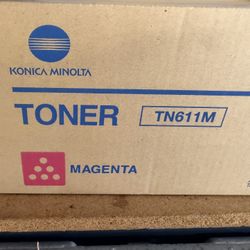 KONICA MINOLTA
TONER TN611M
MAGENTA